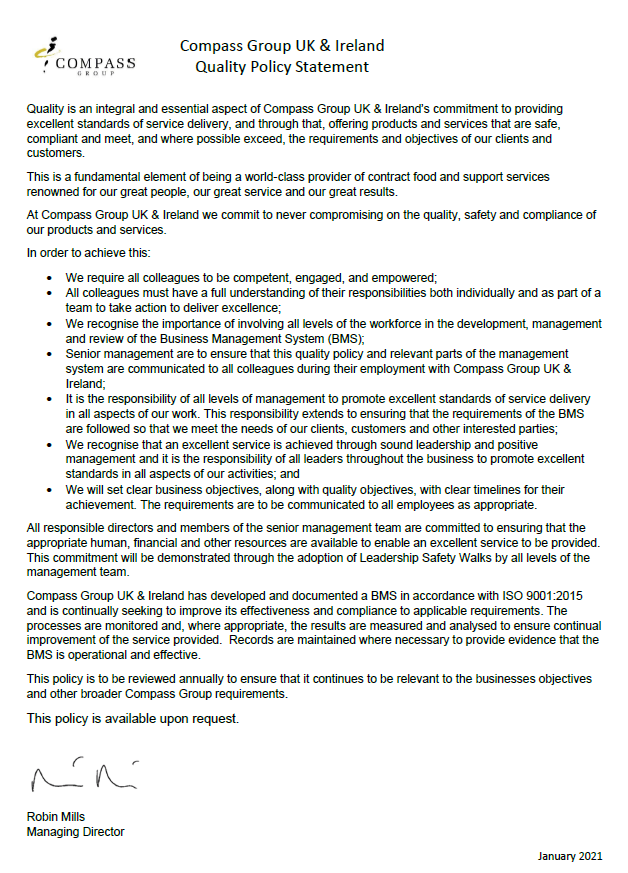 COMPASS
GROUP
Compass Group UK & Ireland
Quality Policy Statement
Quality is an integral and essential aspect of Compass Group UK & Ireland's commitment to providing
excellent standards of service delivery, and through that, offering products and services that are safe,
compliant and meet, and where possible exceed, the requirements and objectives of our clients and
customers.
This is a fundamental element of being a world-class provider of contract food and support services
renowned for our great people, our great service and our great results.
At Compass Group UK & Ireland we commit to never compromising on the quality, safety and compliance of
our products and services.
In order to achieve this:
• We require all colleagues to be competent, engaged, and empowered;
• All colleagues must have a full understanding of their responsibilities both individually and as part of a
team to take action to deliver excellence;
• We recognise the importance of involving all levels of the workforce in the development, management
and review of the Business Management System (BMS);
• Senior management are to ensure that this quality policy and relevant parts of the management
system are communicated to all colleagues during their employment with Compass Group UK &
Ireland;
• It is the responsibility of all levels of management to promote excellent standards of service delivery
in all aspects of our work. This responsibility extends to ensuring that the requirements of the BMS
are followed so that we meet the needs of our clients, customers and other interested parties;
• We recognise that an excellent service is achieved through sound leadership and positive
management and it is the responsibility of all leaders throughout the business to promote excellent
standards in all aspects of our activities; and
• We will set clear business objectives, along with quality objectives, with clear timelines for their
achievement. The requirements are to be communicated to all employees as appropriate.
All responsible directors and members of the senior management team are committed to ensuring that the
appropriate human, financial and other resources are available to enable an excellent service to be provided.
This commitment will be demonstrated through the adoption of Leadership Safety Walks by all levels of the
management team.
Compass Group UK & Ireland has developed and documented a BMS in accordance with ISO 9001:2015
and is continually seeking to improve its effectiveness and compliance to applicable requirements. The
processes are monitored and, where appropriate, the results are measured and analysed to ensure continual
improvement of the service provided. Records are maintained where necessary to provide evidence that the
BMS is operational and effective.
This policy is to be reviewed annually to ensure that it continues to be relevant to the businesses objectives
and other broader Compass Group requirements.
This policy is available upon request.
Robin Mills
Managing Director
January 2021